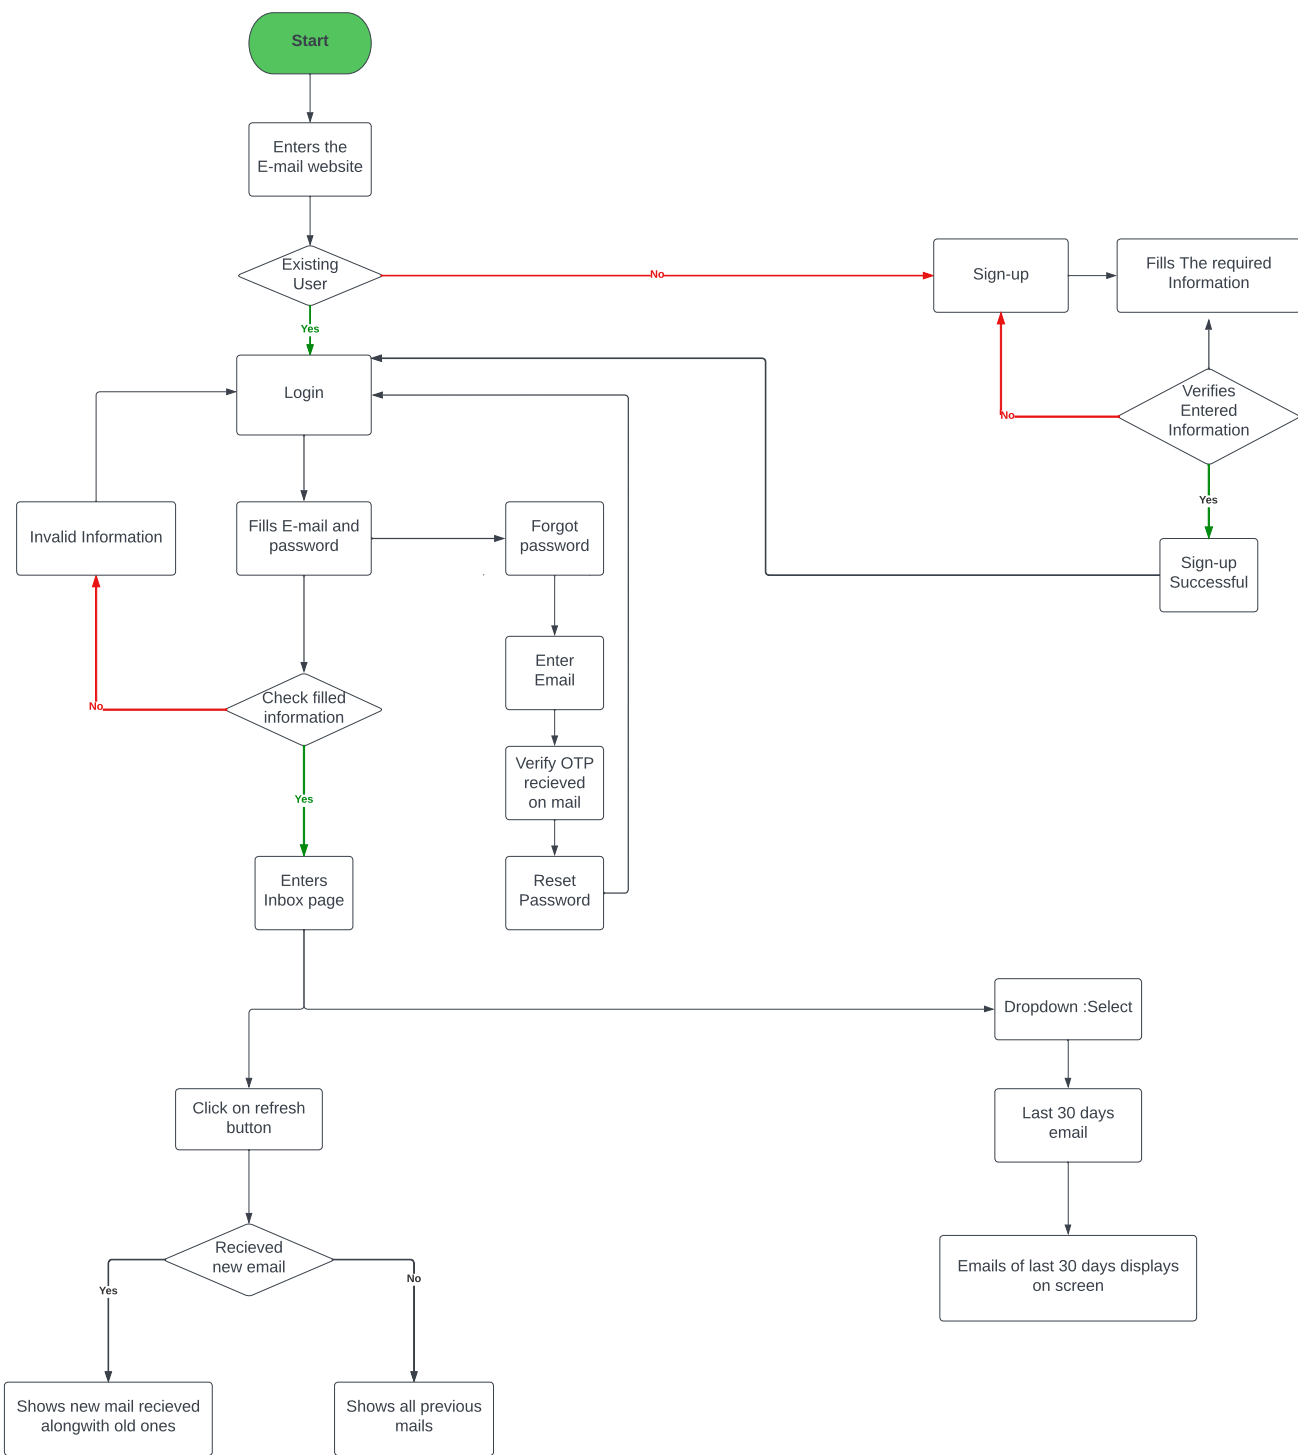 Start
Enters the
E-mail website
Existing
User
No
Sign-up
Fills The required
Information
Yes
Login
Verifies
Entered
Information
No
Yes
Invalid Information
Fills E-mail and
password
Forgot
password
Sign-up
Successful
Enter
Email
Check filled
information
No
Verify OTP
recieved
on mail
Yes
Enters
Inbox page
Reset
Password
Dropdown :Select
Click on refresh
button
Last 30 days
email
Recieved
new email
Yes
No
Emails of last 30 days displays
on screen
Shows new mail recieved
alongwith old ones
Shows all previous
mails